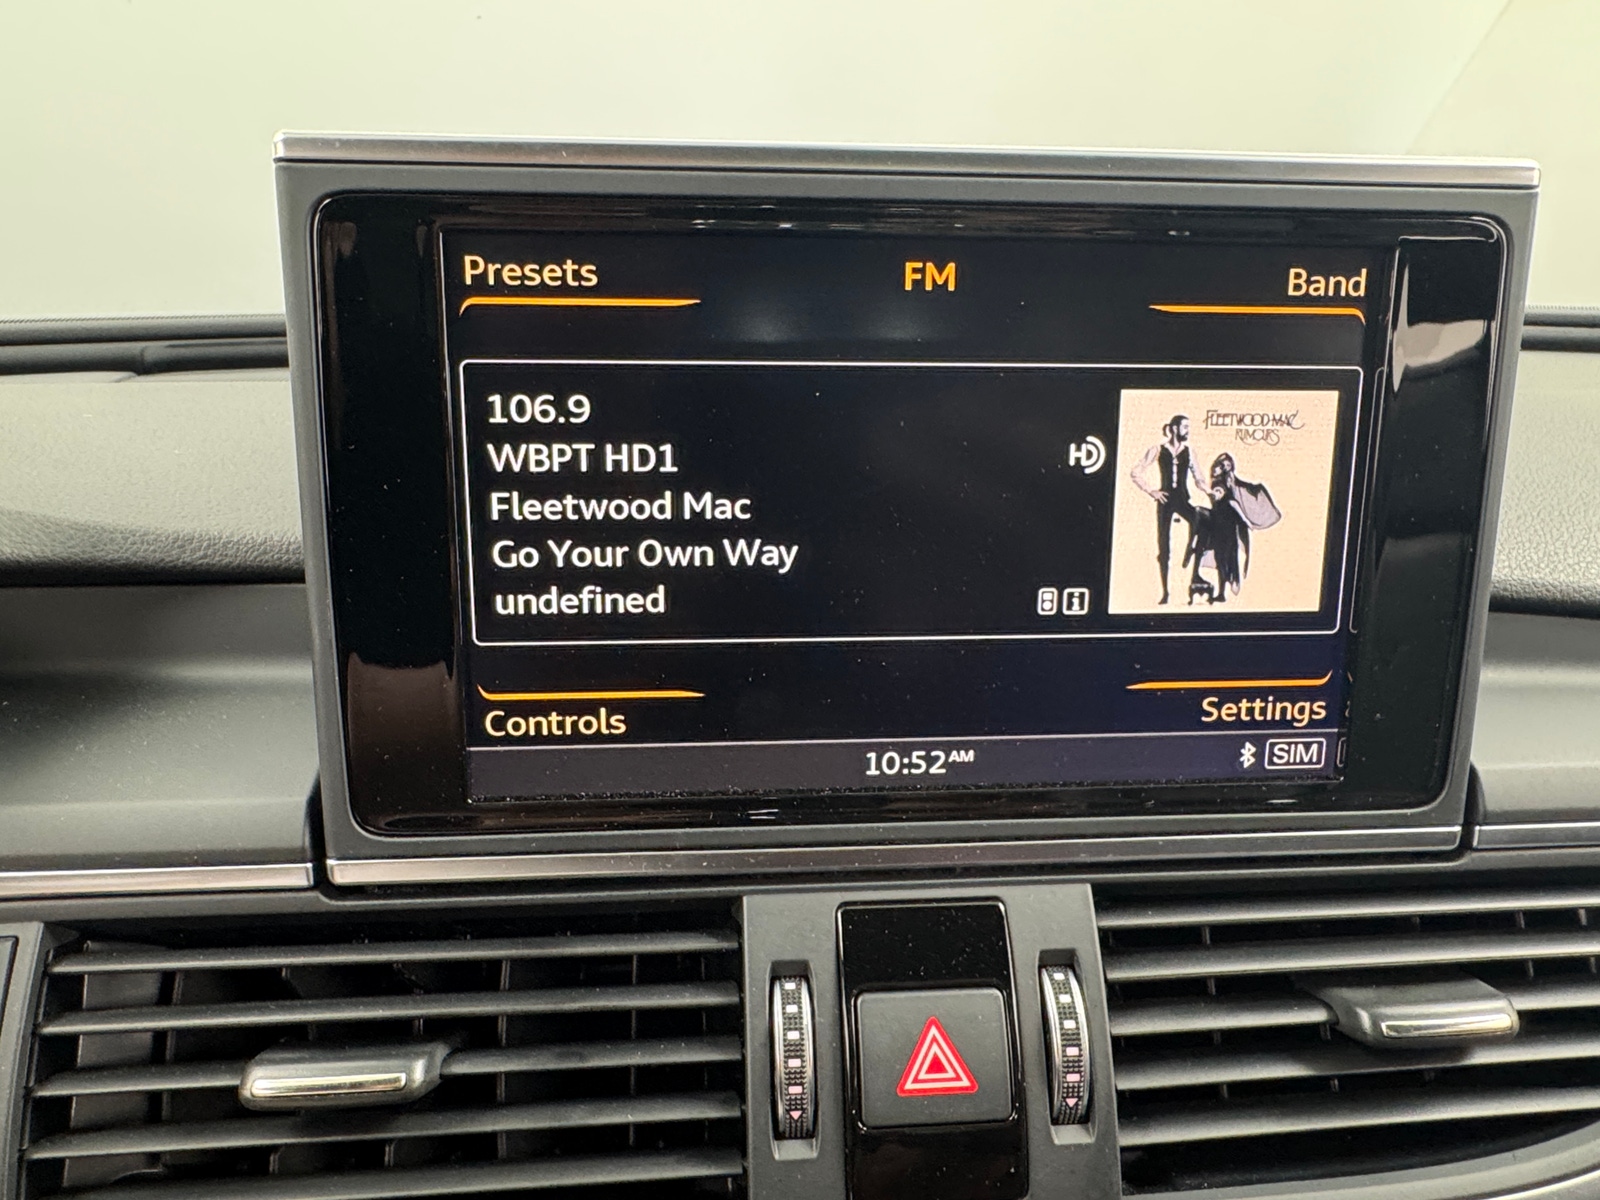 Presets
FM
Band
106.9
WBPT HD1
HD
Fleetwood Mac
Go Your Own Way
undefined
i
FLEETWOOD MAC
RUMOURS
Controls
Settings
10:52AM
SIM